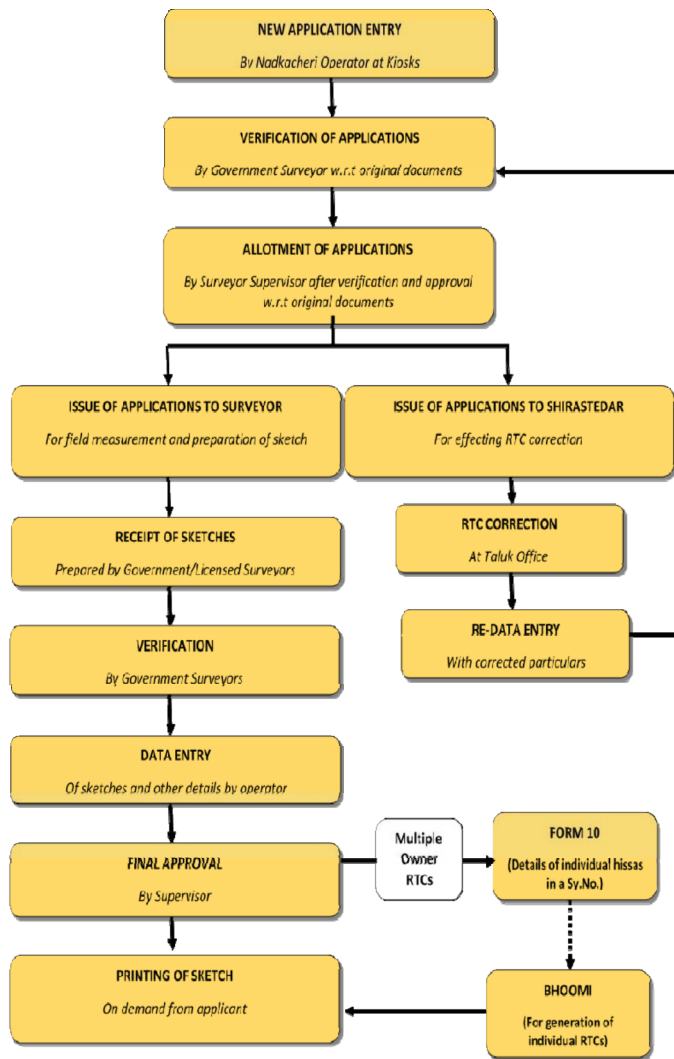 NEW APPLICATION ENTRY
By Nadkacheri Operator at Kiosks
VERIFICATION OF APPLICATIONS
By Government Surveyor w.r.t original documents
ALLOTMENT OF APPLICATIONS
By Surveyor Supervisor after verification and approval
w.r.t original documents
ISSUE OF APPLICATIONS TO SURVEYOR
For field measurement and preparation of sketch
ISSUE OF APPLICATIONS TO SHIRASTEDAR
For effecting RTC correction
RECEIPT OF SKETCHES
Prepared by Government/Licensed Surveyors
RTC CORRECTION
At Taluk Office
VERIFICATION
By Government Surveyors
RE-DATA ENTRY
With corrected particulars
DATA ENTRY
Of sketches and other details by operator
FINAL APPROVAL
By Supervisor
Multiple
Owner
RTCs
FORM 10
(Details of individual hissas
in a Sy.No.)
PRINTING OF SKETCH
On demand from applicant
BHOOMI
(For generation of
individual RTCs)